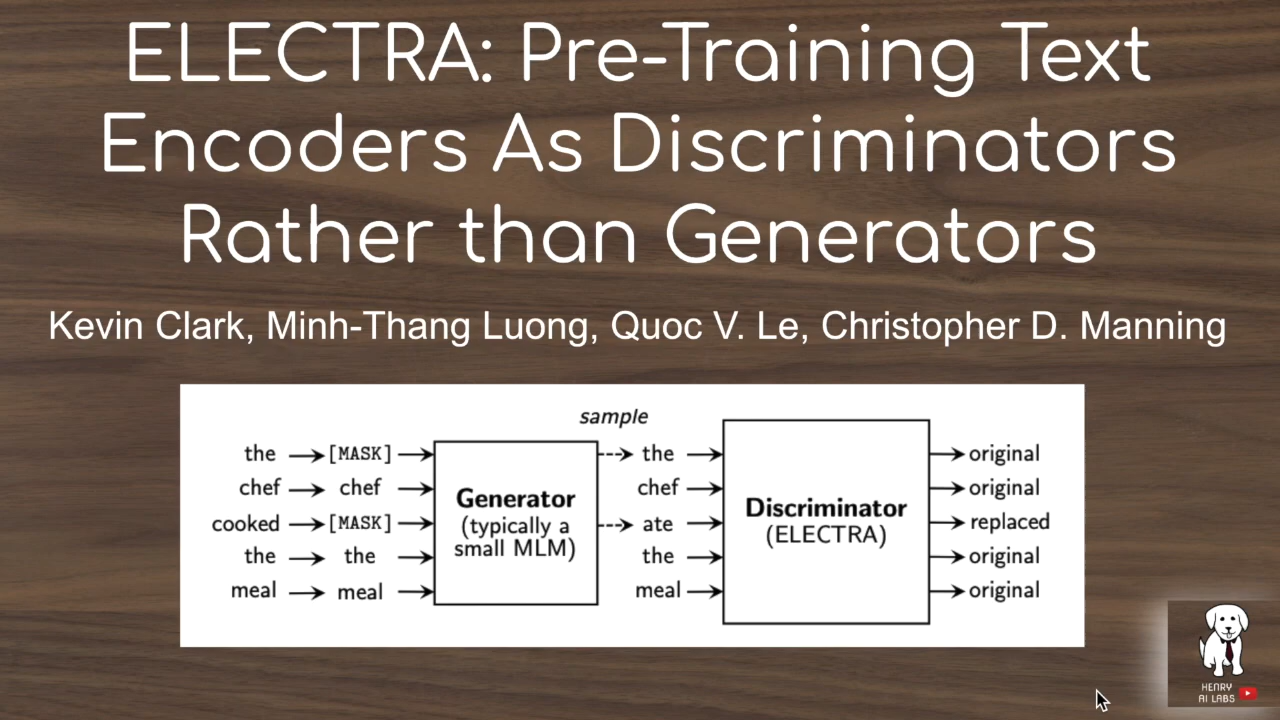 ELECTRA: Pre-Training Text
Encoders As Discriminators
Rather than Generators
Kevin Clark, Minh-Thang Luong, Quoc V. Le, Christopher D. Manning
sample
the [MASK] the original
chef chef chef original
cooked [MASK] ate replaced
the the the original
meal meal meal original
Generator
(typically a
small MLM)
Discriminator
(ELECTRA)
HENRY
AI LABS